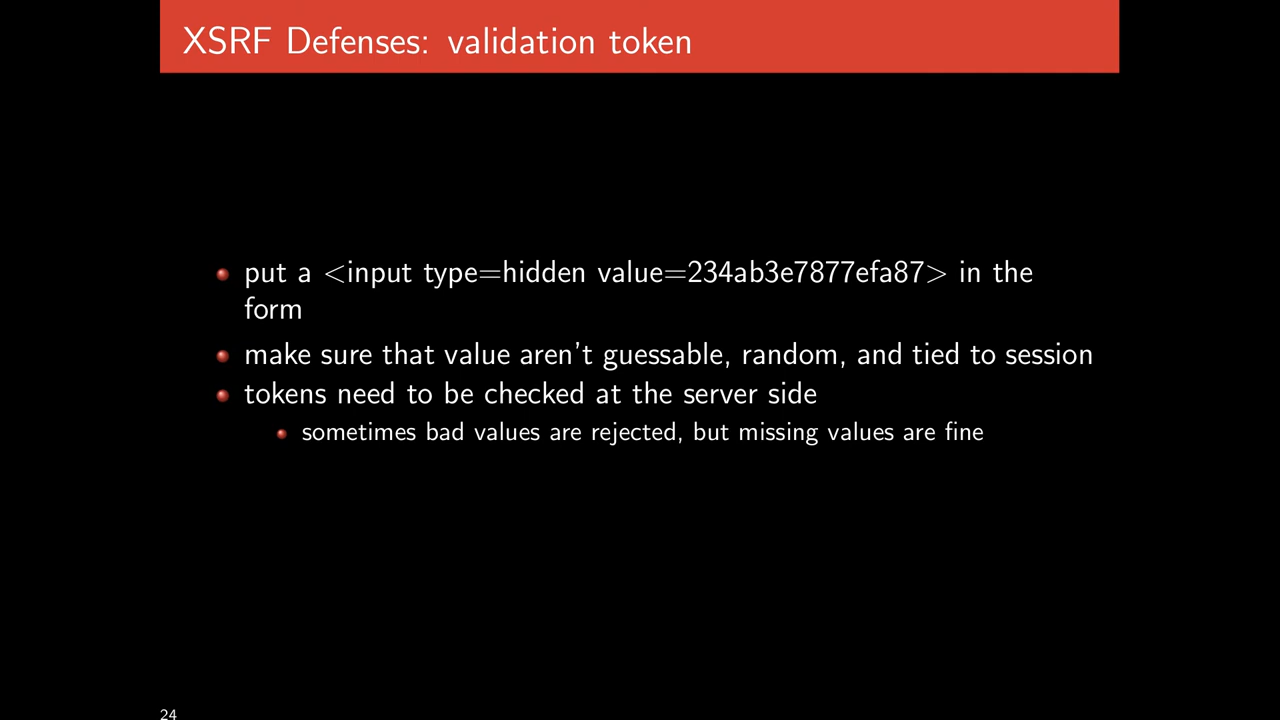 XSRF Defenses: validation token
put a <input type=hidden value=234ab3e7877efa87> in the
form
make sure that value aren't guessable, random, and tied to session
tokens need to be checked at the server side
sometimes bad values are rejected, but missing values are fine
24